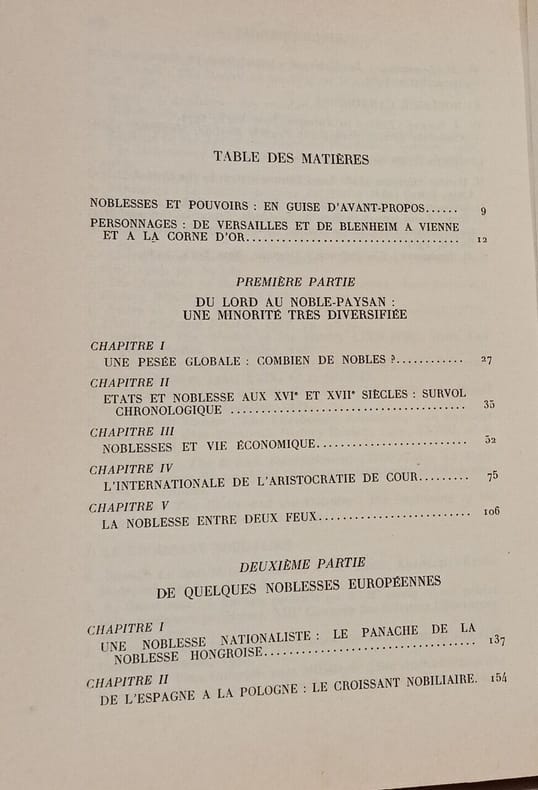 TABLE DES MATIÈRES
NOBLESSES ET POUVOIRS : EN GUISE D'AVANT-PROPOS...... 9
PERSONNAGES : DE VERSAILLES ET DE BLENHEIM A VIENNE
ET A LA CORNE D'OR.................................... 12
PREMIÈRE PARTIE
DU LORD AU NOBLE-PAYSAN :
UNE MINORITÉ TRÈS DIVERSIFIÉE
CHAPITRE I
UNE PESÉE GLOBALE : COMBIEN DE NOBLES ?............ 27
CHAPITRE II
ETATS ET NOBLESSE AUX XVIe ET XVIIe SIÈCLES : SURVOL
CHRONOLOGIQUE ........................................ 35
CHAPITRE III
NOBLESSES ET VIE ÉCONOMIQUE.......................... 52
CHAPITRE IV
L'INTERNATIONALE DE L'ARISTOCRATIE DE COUR......... 75
CHAPITRE V
LA NOBLESSE ENTRE DEUX FEUX.......................... 106
DEUXIÈME PARTIE
DE QUELQUES NOBLESSES EUROPÉENNES
CHAPITRE I
UNE NOBLESSE NATIONALISTE : LE PANACHE DE LA
NOBLESSE HONGROISE.................................... 137
CHAPITRE II
DE L'ESPAGNE A LA POLOGNE : LE CROISSANT NOBILIAIRE. 154